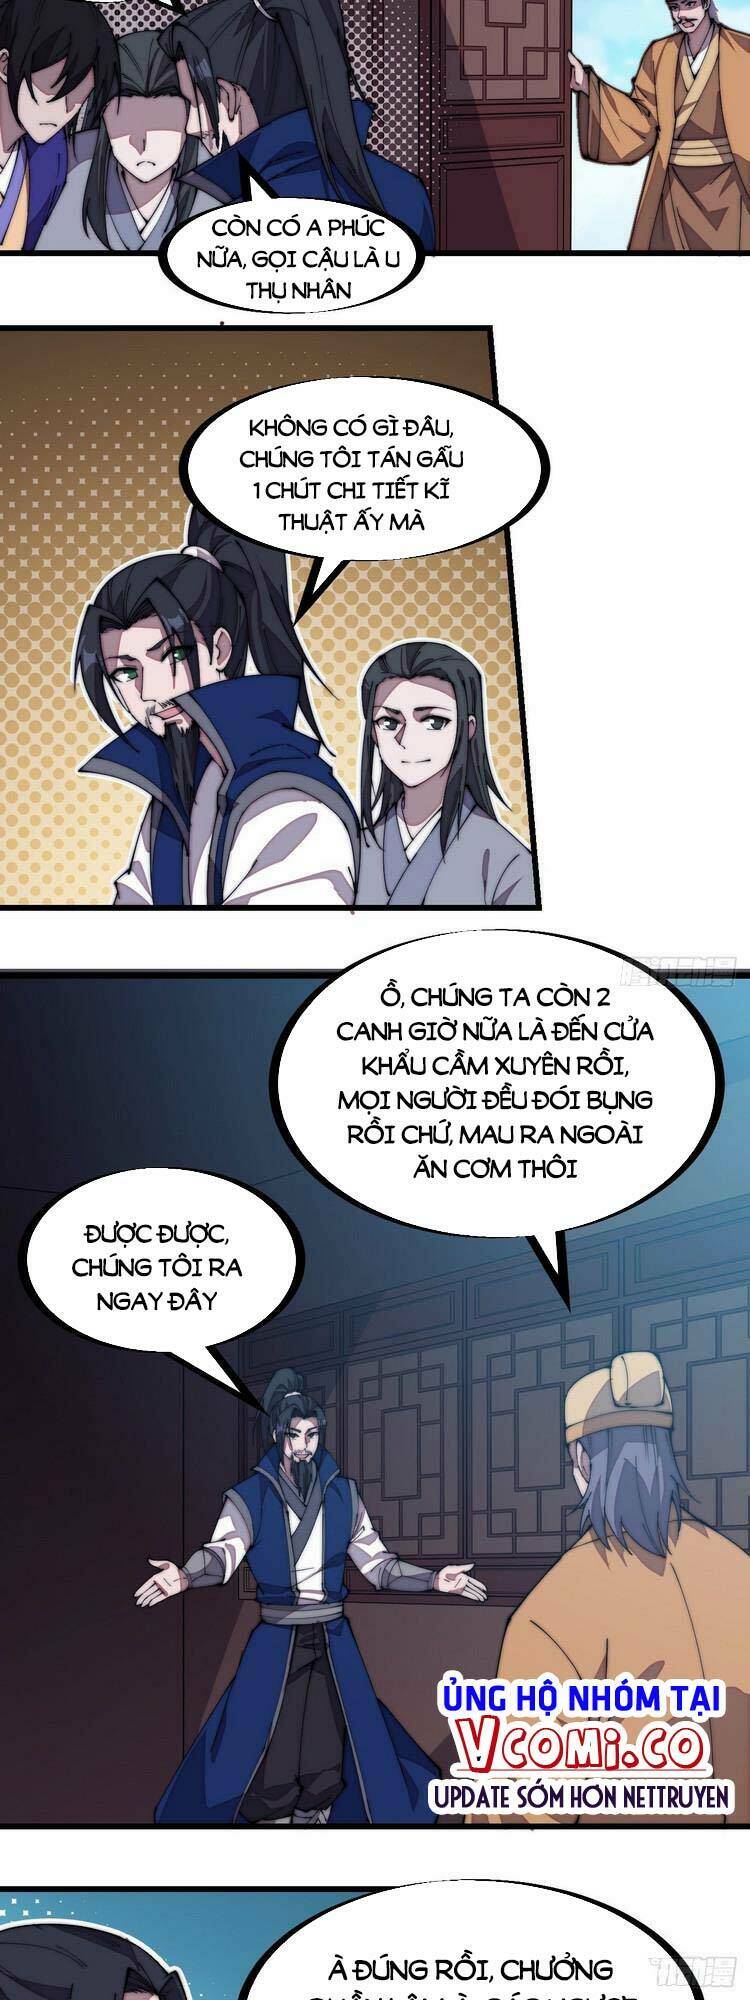 CÒN CÓ A PHÚC
NỮA, GỌI CẬU LÀ U
THỤ NHÂN
KHÔNG CÓ GÌ ĐÂU,
CHÚNG TÔI TÁN GẪU
1 CHÚT CHI TIẾT KĨ
THUẬT ẤY MÀ
Ồ, CHÚNG TA CÒN 2
CANH GIỜ NỮA LÀ ĐẾN CỬA
KHẨU CẦM XUYÊN RỒI,
MỌI NGƯỜI ĐỀU ĐÓI BỤNG
RỒI CHỨ, MAU RA NGOÀI
ĂN CƠM THÔI
ĐƯỢC ĐƯỢC,
CHÚNG TÔI RA
NGAY ĐÂY
ỦNG HỘ NHÓM TẠI
Vcomi.co
UPDATE SỚM HƠN NETTRUYEN
À ĐÚNG RỒI, CHƯỞNG